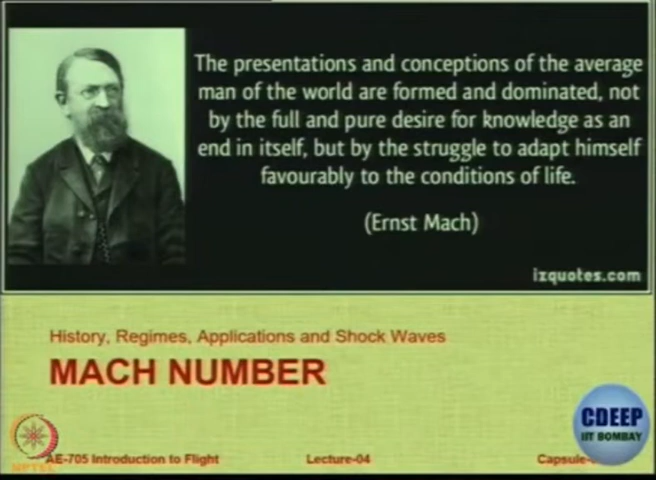 The presentations and conceptions of the average
man of the world are formed and dominated, not
by the full and pure desire for knowledge as an
end in itself, but by the struggle to adapt himself
favourably to the conditions of life.
(Ernst Mach)
izquotes.com
History, Regimes, Applications and Shock Waves
MACH NUMBER
CDEEP
IIT BOMBAY
NPTEL
AE-705 Introduction to Flight Lecture-04 Capsule-